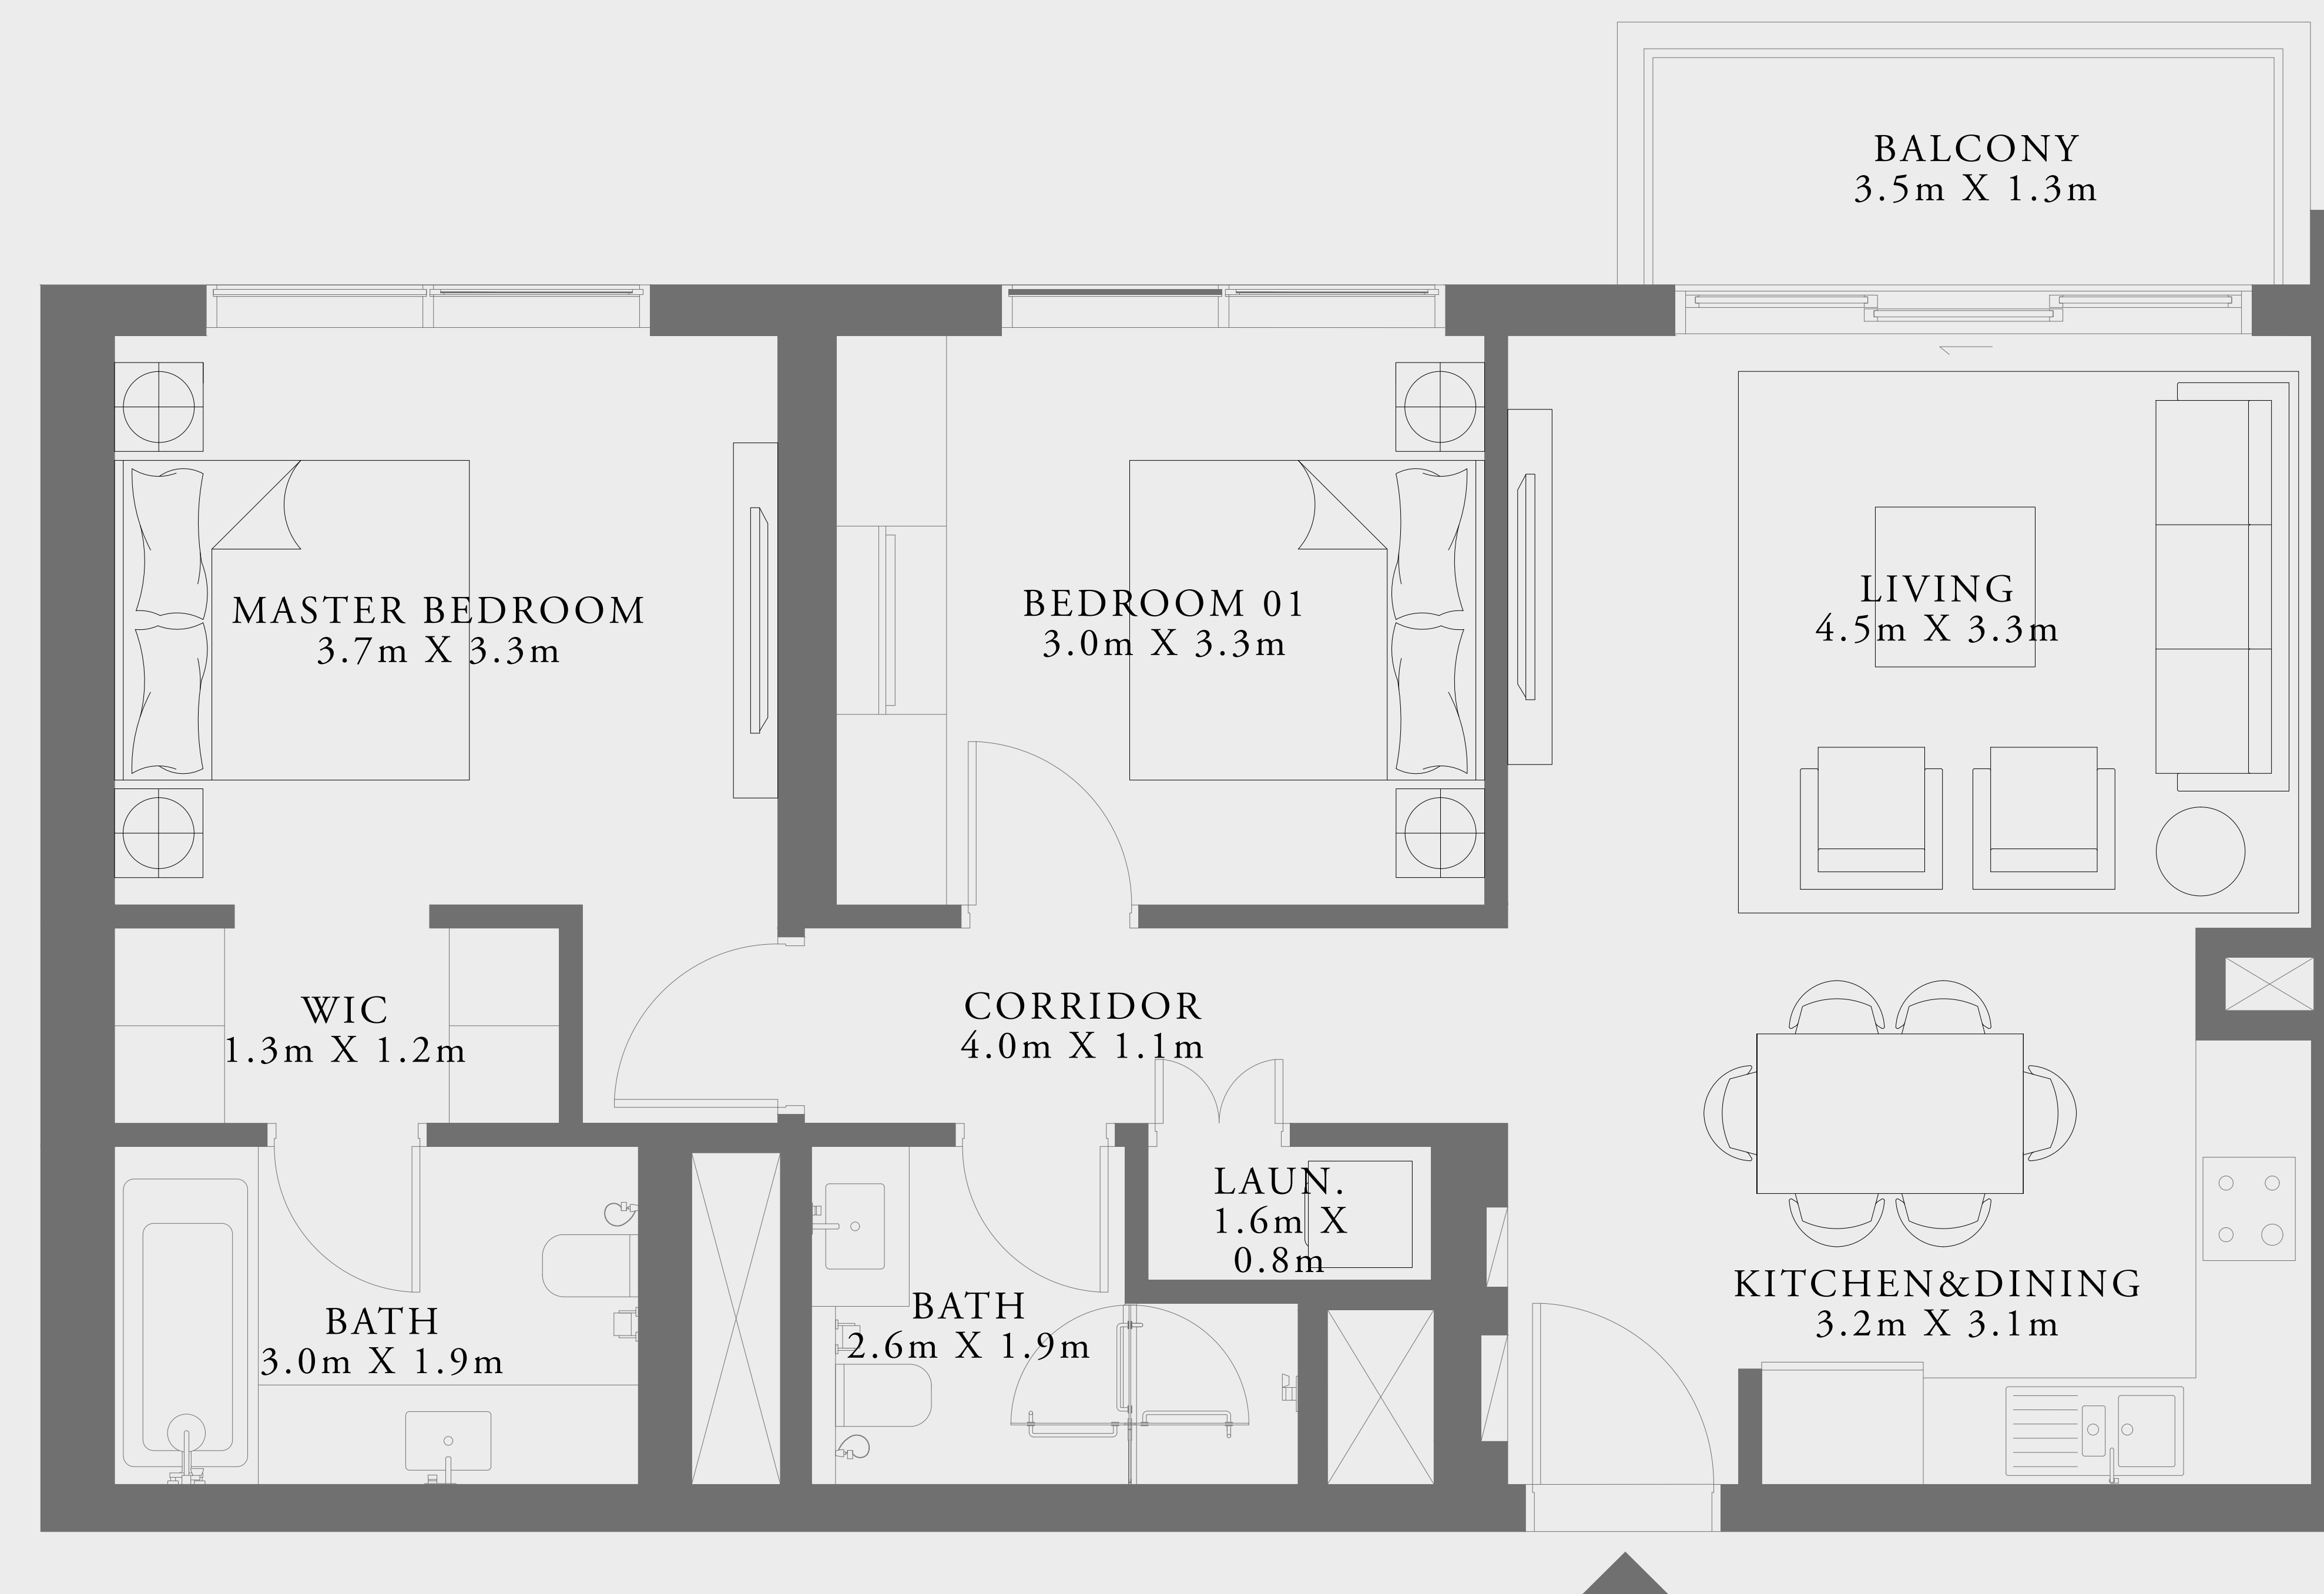 BALCONY
3.5m X 1.3m
MASTER BEDROOM
3.7m X 3.3m
BEDROOM 01
3.0m X 3.3m
LIVING
4.5m X 3.3m
WIC
1.3m X 1.2m
CORRIDOR
4.0m X 1.1m
LAUN.
1.6m X
0.8m
BATH
3.0m X 1.9m
BATH
2.6m X 1.9m
KITCHEN&DINING
3.2m X 3.1m